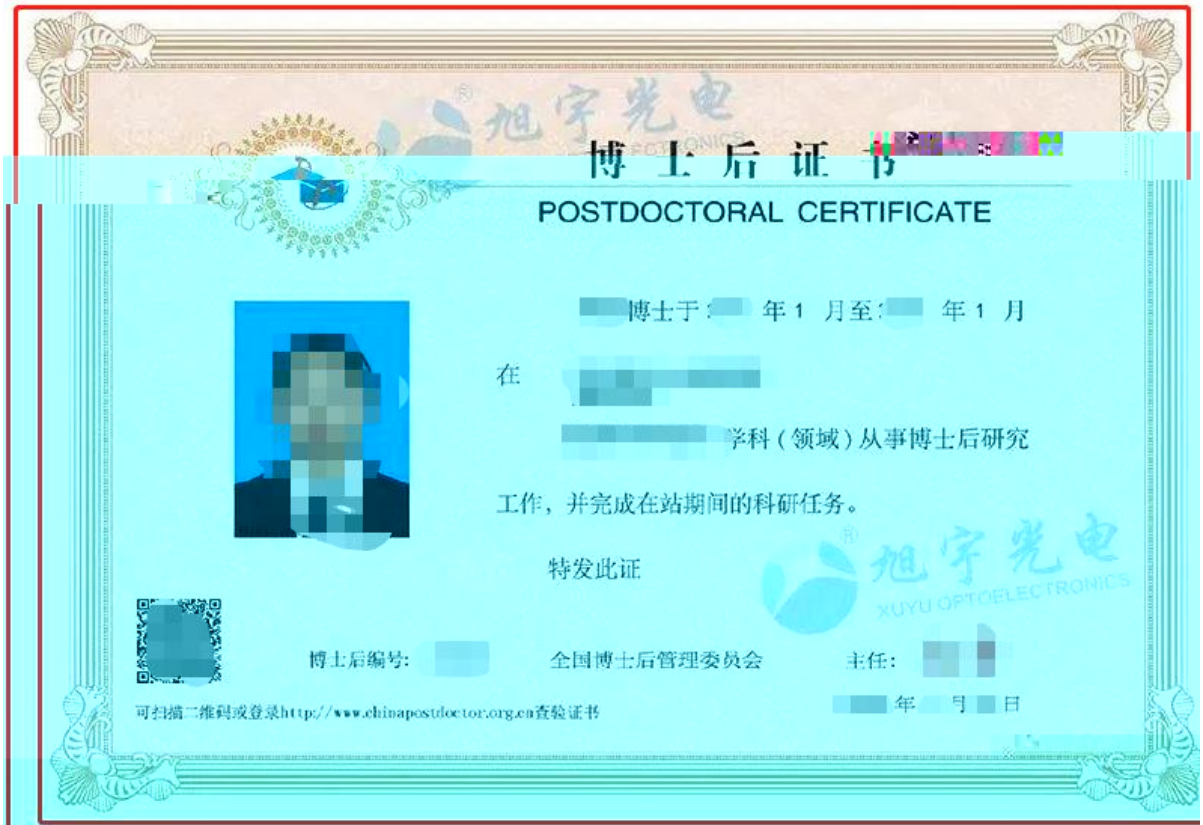 旭宇光电
博士后证书
POSTDOCTORAL CERTIFICATE
博士于 年1 月至 年1 月
在
学科(领域)从事博士后研究
工作，并完成在站期间的科研任务。
特发此证
旭宇光电
XUYU OPTOELECTRONICS
博士后编号: 全国博士后管理委员会 主任:
年 月 日
可扫描二维码或登录http://www.chinapostdoctor.org.cn查验证书